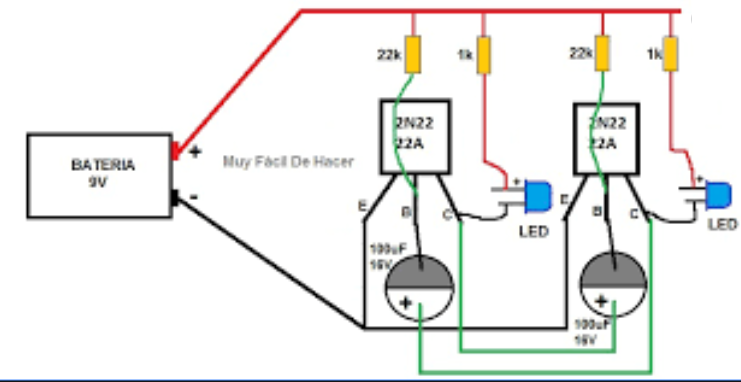 22k
1k
22k
1k
2N22
22A
2N22
22A
BATERIA
9V
+
-
Muy Fácil De Hacer
E
B
C
+
LED
E
B
C
+
LED
100uF
16V
+
+
100uF
16V